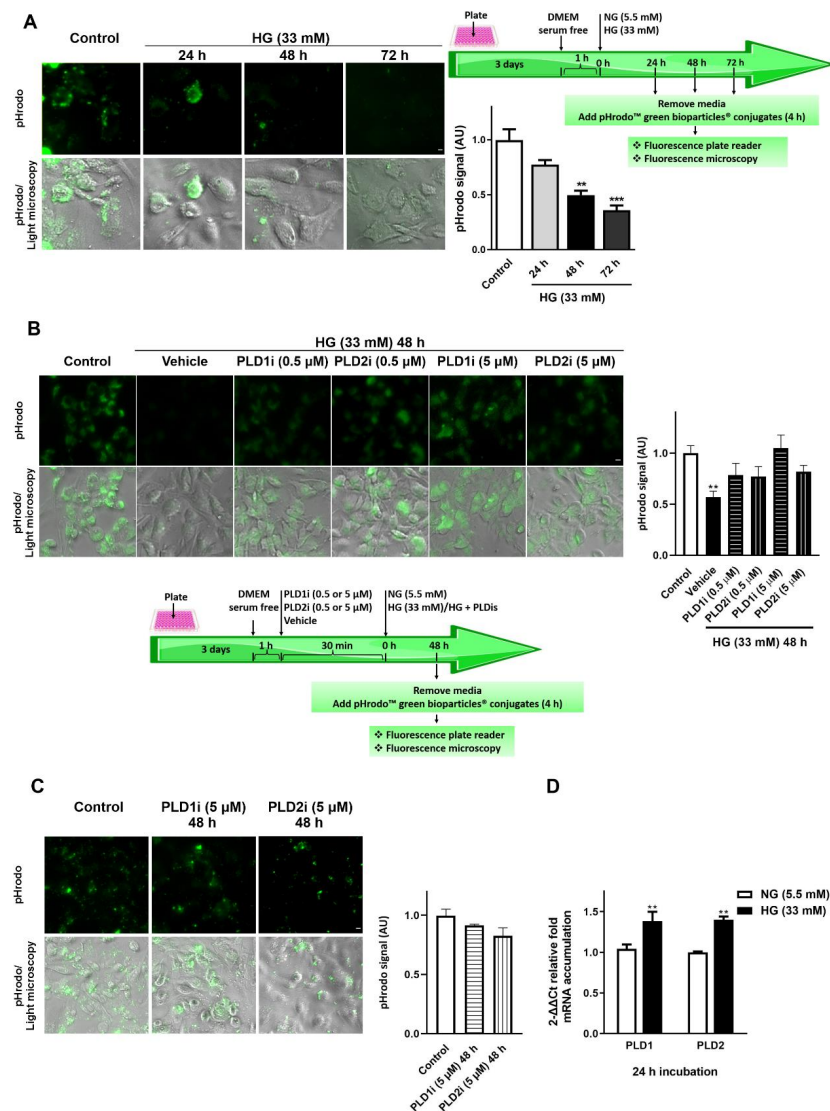 A
Control
HG (33 mM)
24 h
48 h
72 h
pHrodo
pHrodo/
Light microscopy
Plate
DMEM
serum free
NG (5.5 mM)
HG (33 mM)
3 days
1 h
0 h
24 h
48 h
72 h
Remove media
Add pHrodo™ green bioparticles® conjugates (4 h)
❖ Fluorescence plate reader
❖ Fluorescence microscopy
pHrodo signal (AU)
1.0
0.5
0.0
**
***
Control
24 h
48 h
72 h
HG (33 mM)
B
HG (33 mM) 48 h
Control
Vehicle
PLD1i (0.5 µM)
PLD2i (0.5 µM)
PLD1i (5 µM)
PLD2i (5 µM)
pHrodo
pHrodo/
Light microscopy
pHrodo signal (AU)
1.0
0.5
0.0
**
Control
Vehicle
PLD1i (0.5 µM)
PLD2i (0.5 µM)
PLD1i (5 µM)
PLD2i (5 µM)
HG (33 mM) 48 h
Plate
DMEM
serum free
PLD1i (0.5 or 5 µM)
PLD2i (0.5 or 5 µM)
Vehicle
NG (5.5 mM)
HG (33 mM)/HG + PLDis
3 days
1 h
30 min
0 h
48 h
Remove media
Add pHrodo™ green bioparticles® conjugates (4 h)
❖ Fluorescence plate reader
❖ Fluorescence microscopy
C
Control
PLD1i (5 µM)
48 h
PLD2i (5 µM)
48 h
pHrodo
pHrodo/
Light microscopy
pHrodo signal (AU)
1.0
0.5
0.0
Control
PLD1i (5 µM) 48 h
PLD2i (5 µM) 48 h
D
NG (5.5 mM)
HG (33 mM)
2-ΔΔCt relative fold
mRNA accumulation
1.5
1.0
0.5
0.0
**
**
PLD1
PLD2
24 h incubation